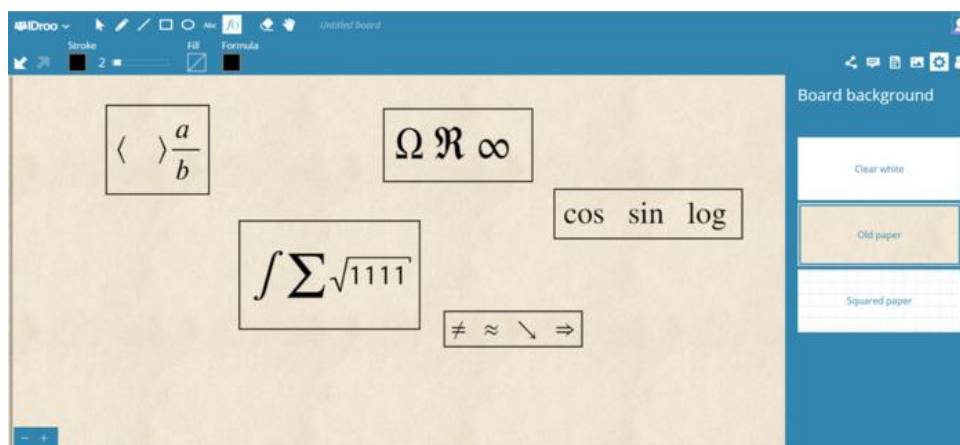 IDroo Abc f(x) Untitled board
Stroke Fill Formula
2
Board background
⟨ ⟩ a/b
Ω ℜ ∞
Clear white
cos sin log
Old paper
∫ ∑ √1111
Squared paper
≠ ≈ ↘ ⇒
− +